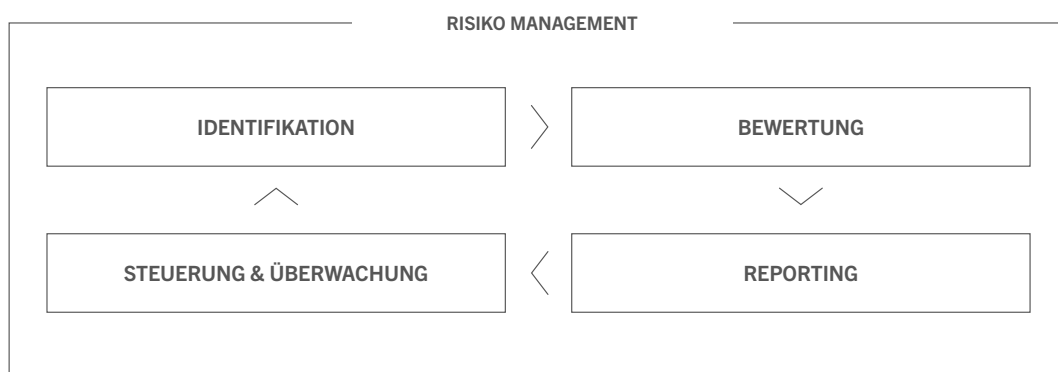 RISIKO MANAGEMENT
IDENTIFIKATION
BEWERTUNG
STEUERUNG & ÜBERWACHUNG
REPORTING